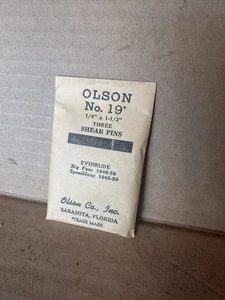 OLSON
No. 19*
1/4" x 1-1/2"
THREE
SHEAR PINS
EVINRUDE
Big Four 1946-50
Speedifour 1945-50
Olson Co., Inc.
SARASOTA, FLORIDA
*TRADE MARK